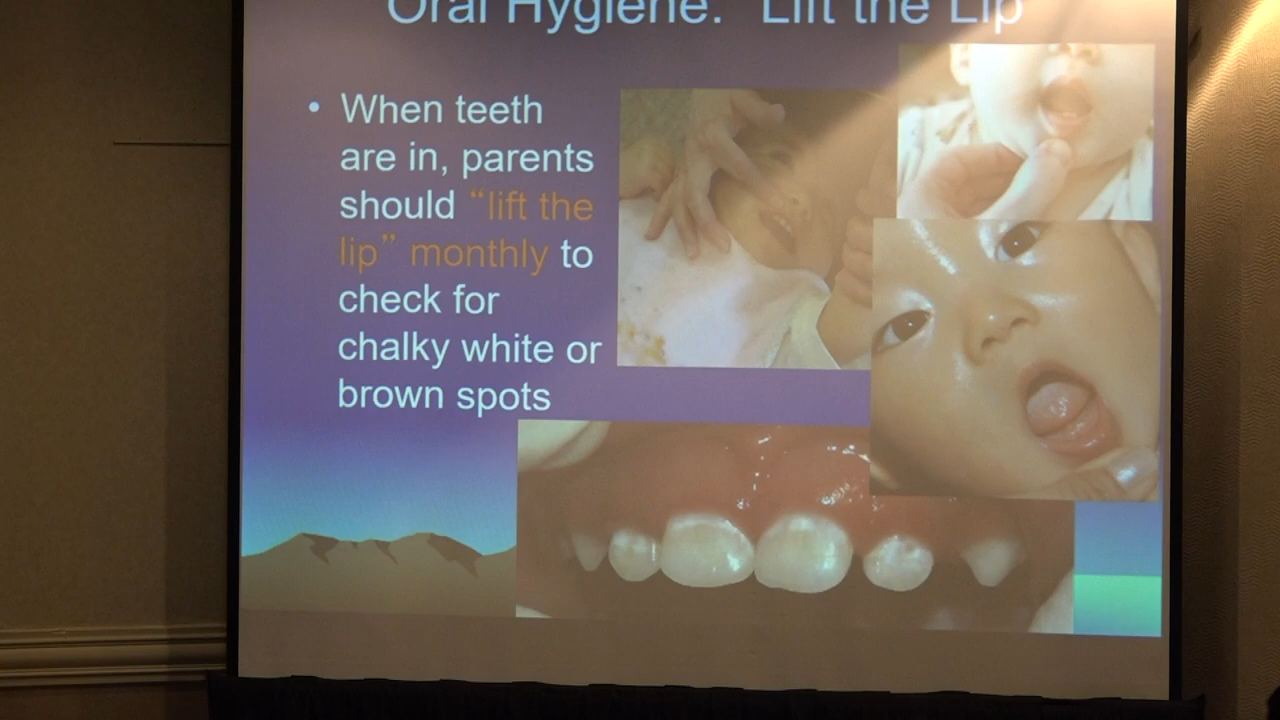 Oral Hygiene: "Lift the Lip
• When teeth
are in, parents
should “lift the
lip” monthly to
check for
chalky white or
brown spots